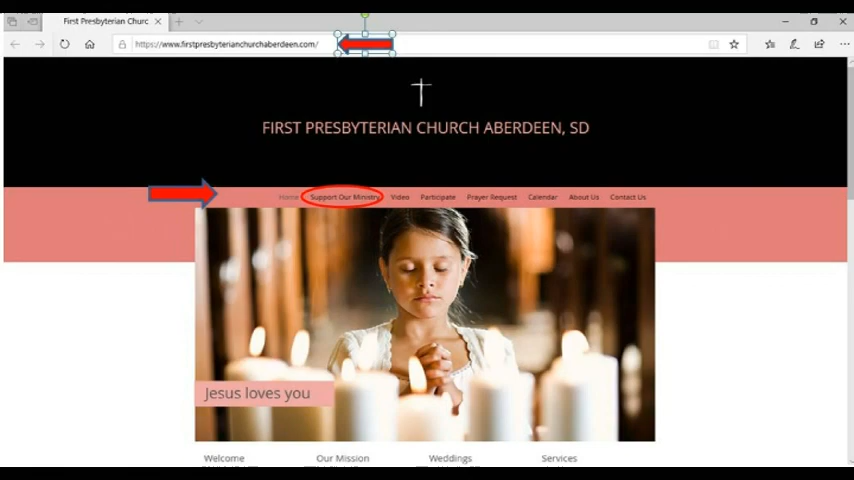 First Presbyterian Churc
https://www.firstpresbyterianchurchaberdeen.com/
FIRST PRESBYTERIAN CHURCH ABERDEEN, SD
Home Support Our Ministry Video Participate Prayer Request Calendar About Us Contact Us
Jesus loves you
Welcome Our Mission Weddings Services